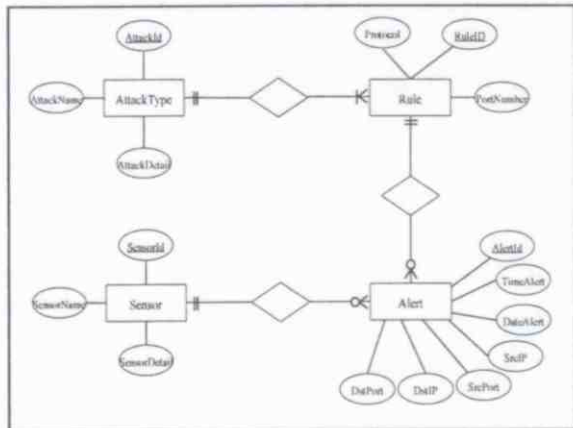 AttackId
Protocol
RuleID
AttackName
AttackType
Rule
PortNumber
AttackDetail
SensorId
AlertId
TimeAlert
SensorName
Sensor
Alert
DateAlert
SensorDetail
SrcIP
DstPort
DstIP
SrcPort